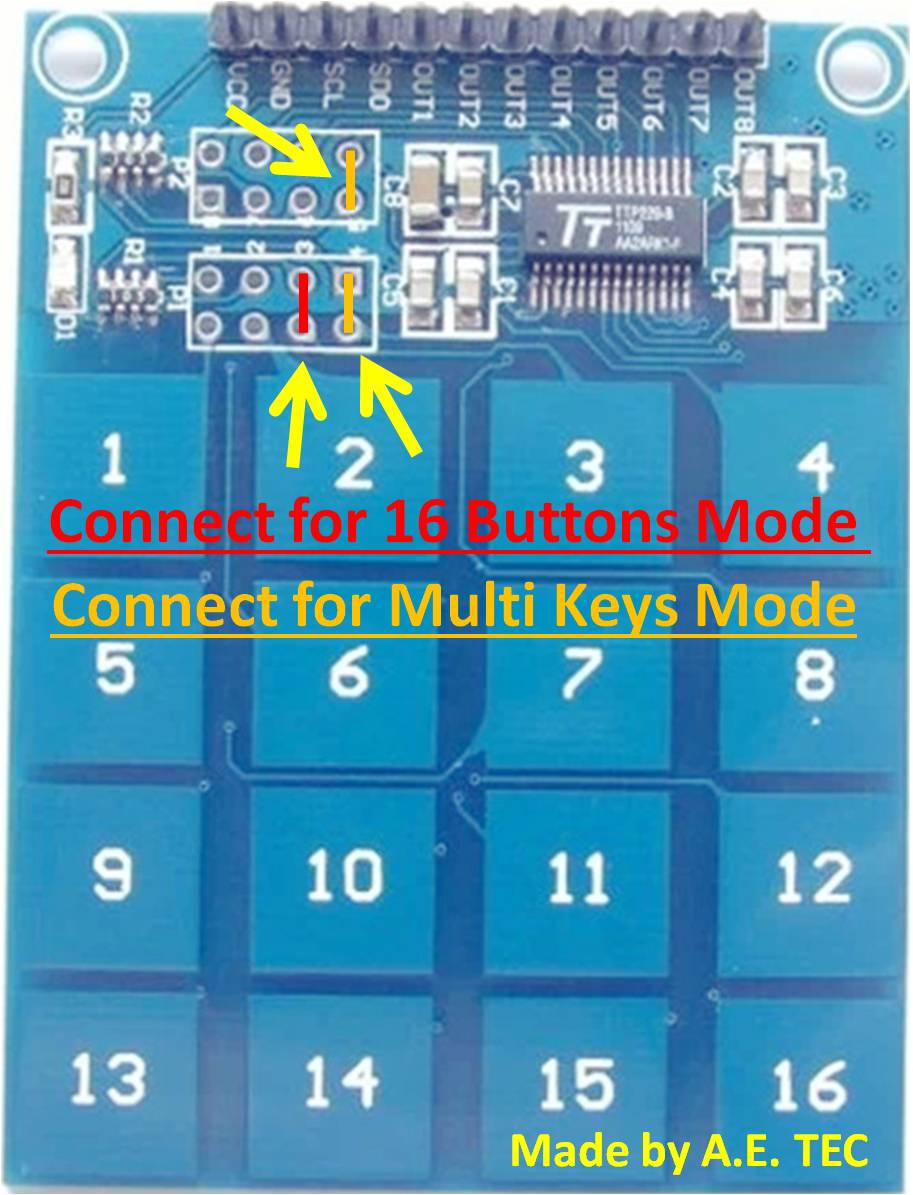 VCC GND SCL SDO OUT1 OUT2 OUT3 OUT4 OUT5 OUT6 OUT7 OUT8
R3 R2 P2 C8 C7 C2 C3
TTP229-B
1 2 3 4
R1 P1 D1 C5 C1 C4 C6
1 2 3 4
Connect for 16 Buttons Mode
Connect for Multi Keys Mode
5 6 7 8
9 10 11 12
13 14 15 16
Made by A.E. TEC